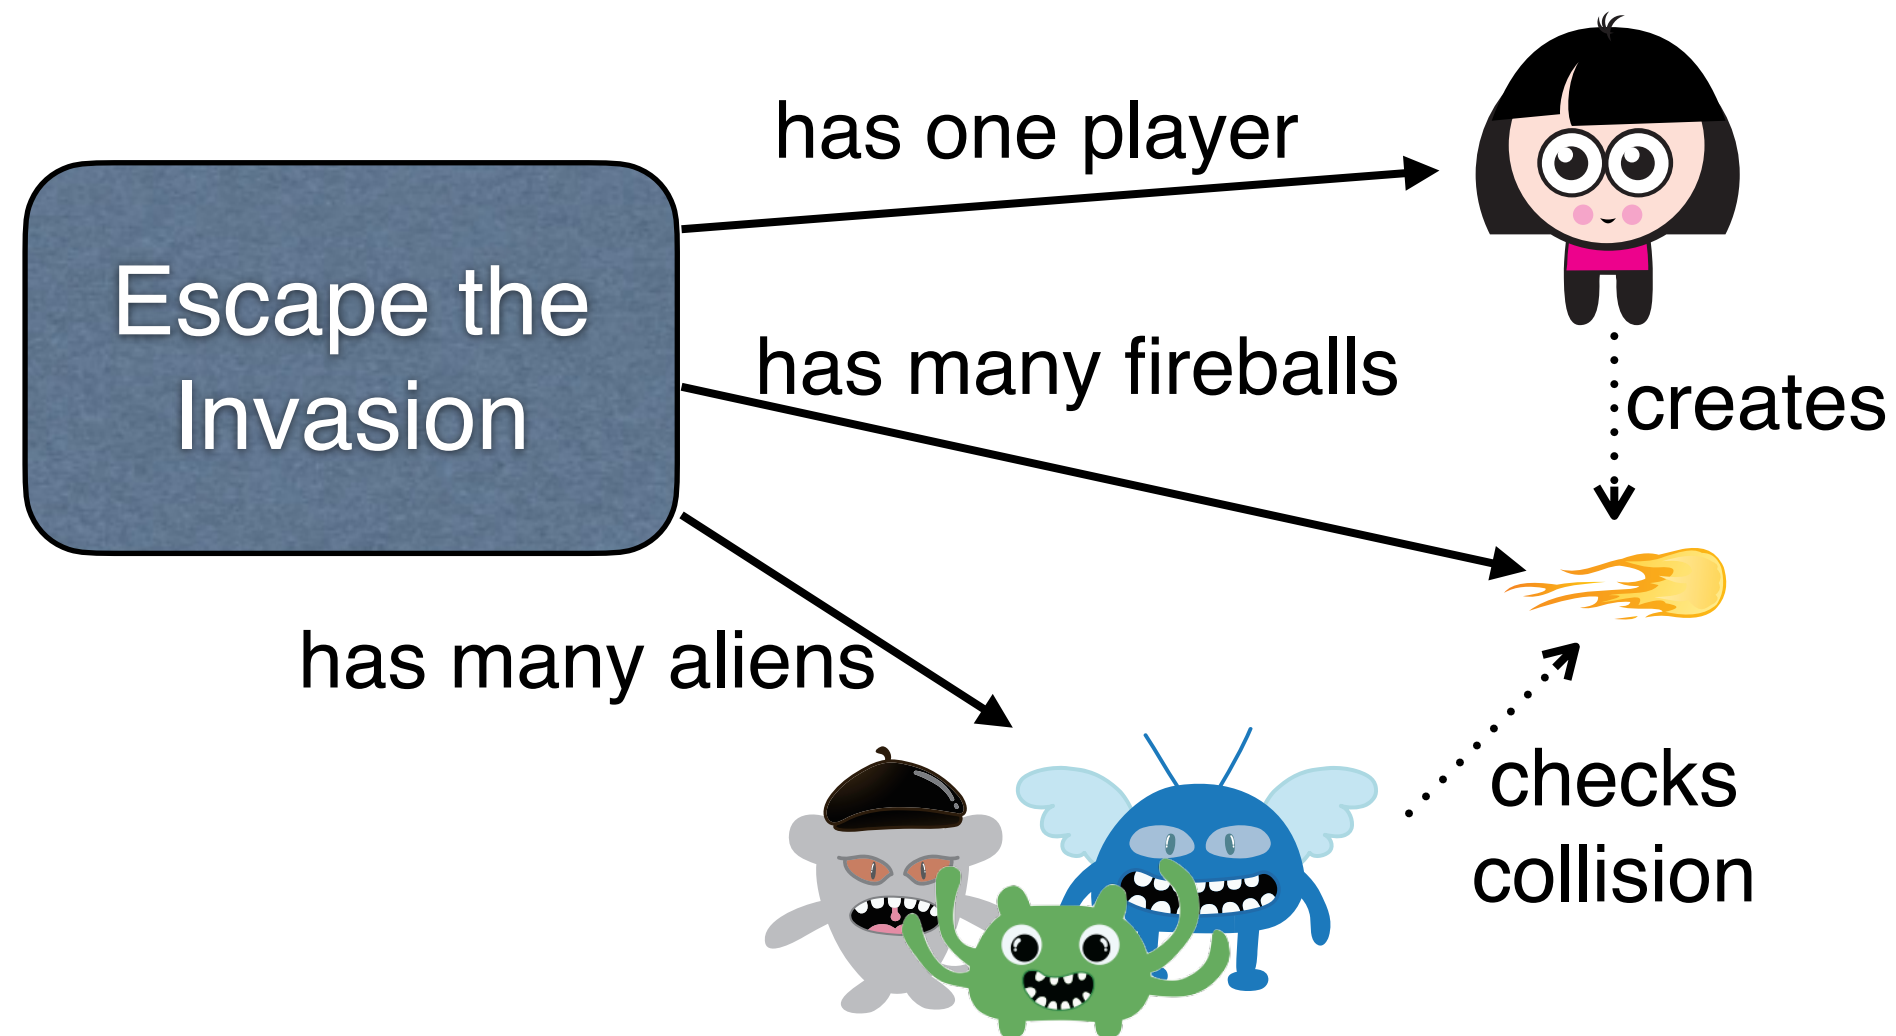 has one player
Escape the
Invasion
has many fireballs
creates
has many aliens
checks
collision